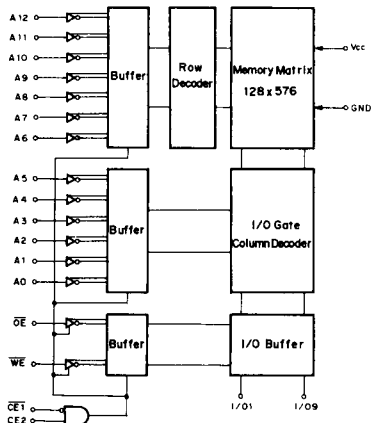 A12
A11
A10
A9
A8
A7
A6
Buffer
Row
Decoder
Memory Matrix
128 x 576
Vcc
GND
A5
A4
A3
A2
A1
A0
Buffer
I/O Gate
Column Decoder
OE
WE
Buffer
I/O Buffer
CE1
CE2
I/O1
I/O9